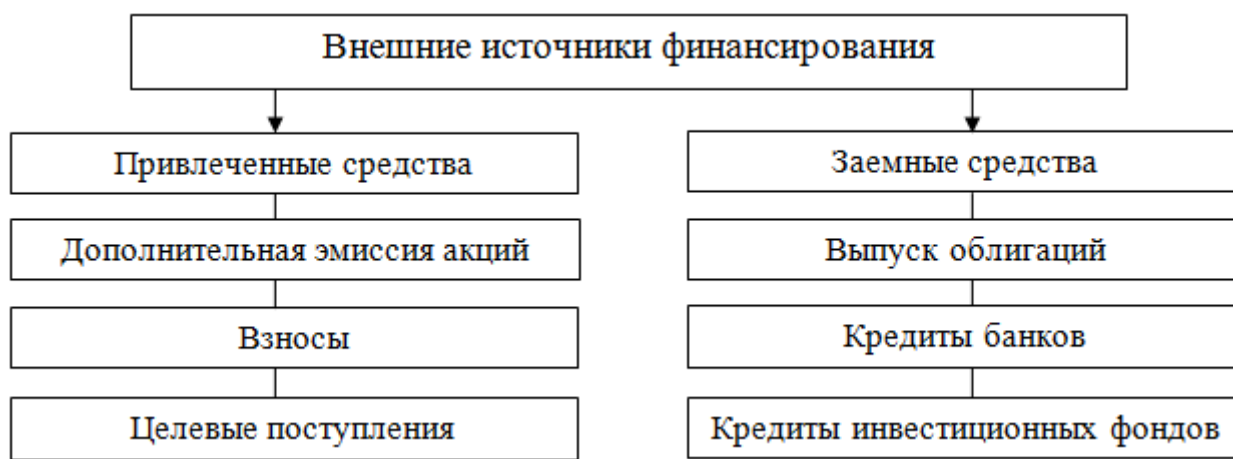 Внешние источники финансирования
Привлеченные средства
Заемные средства
Дополнительная эмиссия акций
Выпуск облигаций
Взносы
Кредиты банков
Целевые поступления
Кредиты инвестиционных фондов